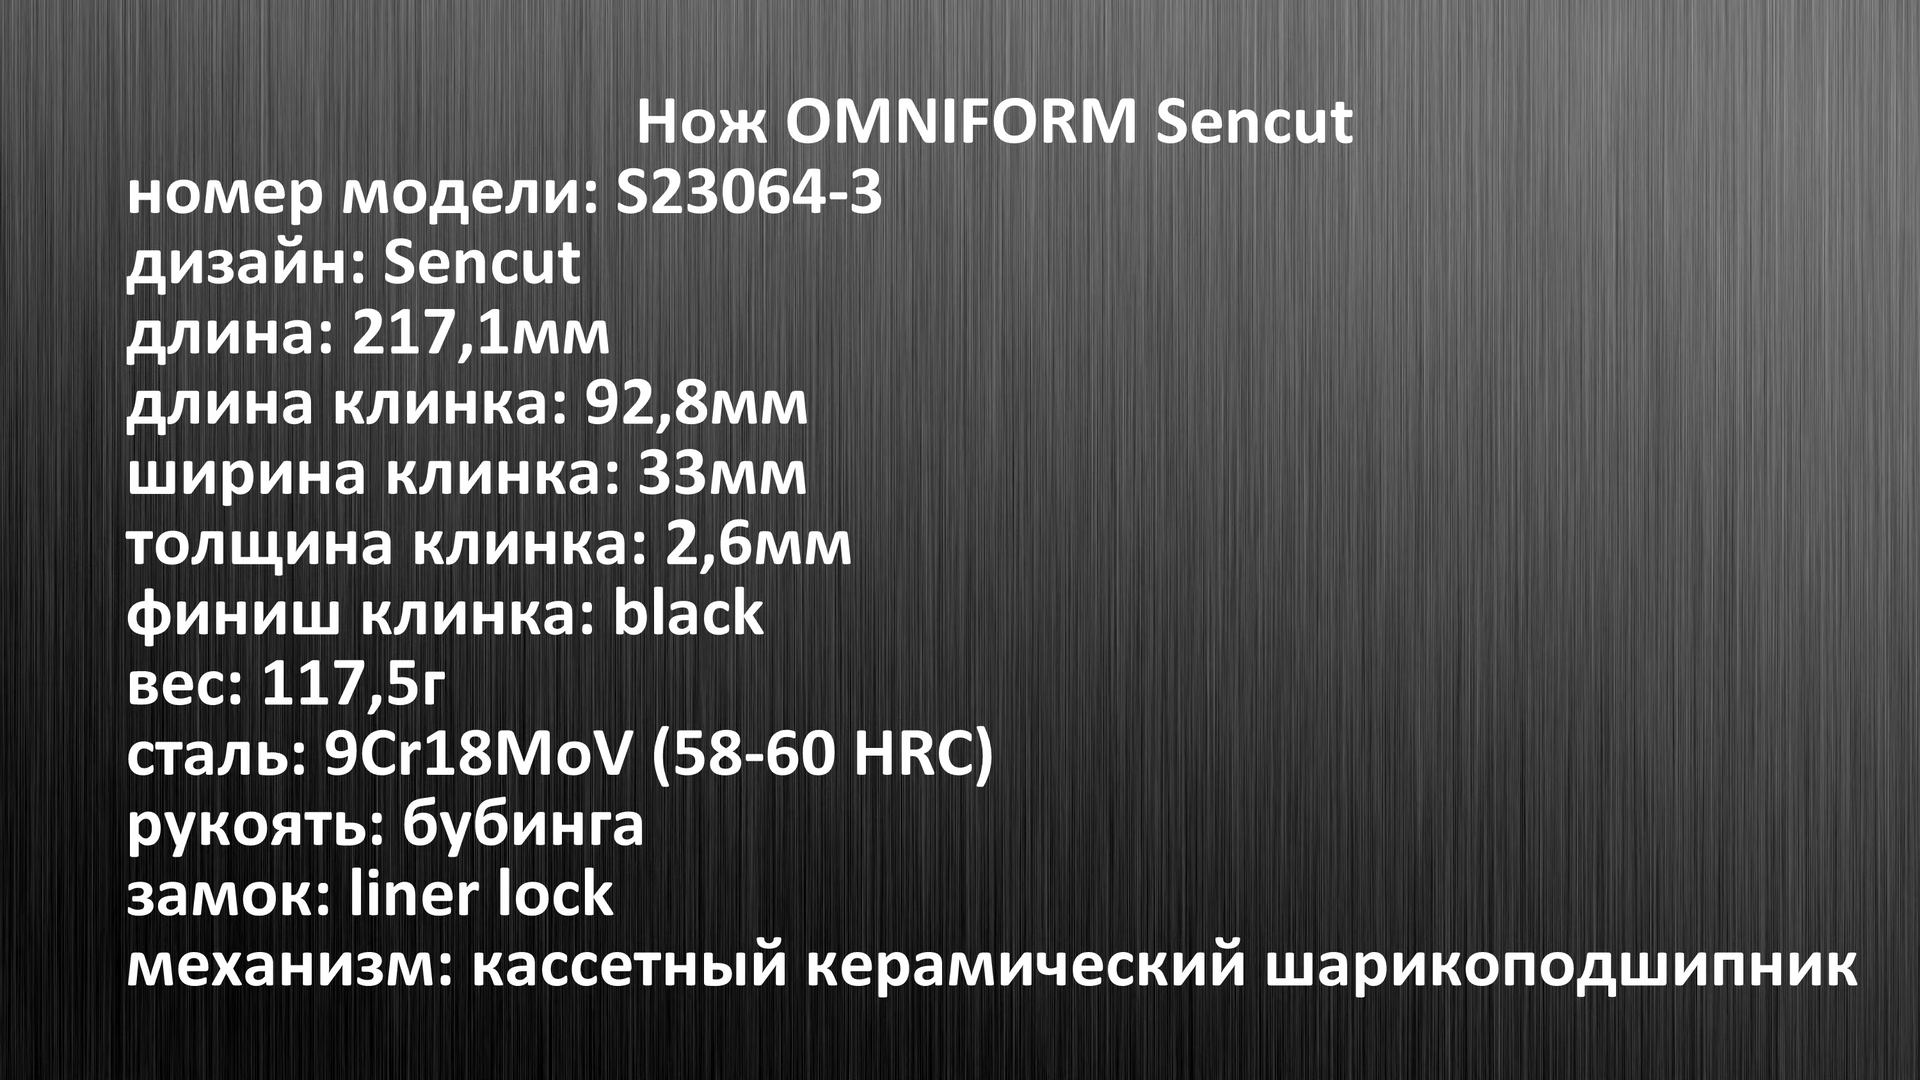 Нож OMNIFORM Sencut
номер модели: S23064-3
дизайн: Sencut
длина: 217,1мм
длина клинка: 92,8мм
ширина клинка: 33мм
толщина клинка: 2,6мм
финиш клинка: black
вес: 117,5г
сталь: 9Cr18MoV (58-60 HRC)
рукоять: бубинга
замок: liner lock
механизм: кассетный керамический шарикоподшипник